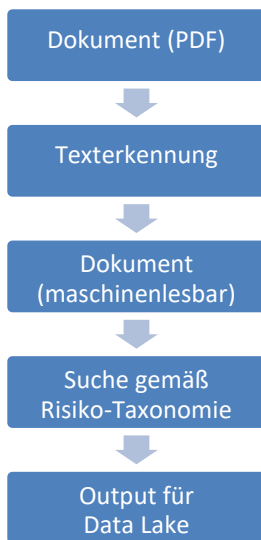 Dokument (PDF)
Texterkennung
Dokument
(maschinenlesbar)
Suche gemäß
Risiko-Taxonomie
Output für
Data Lake